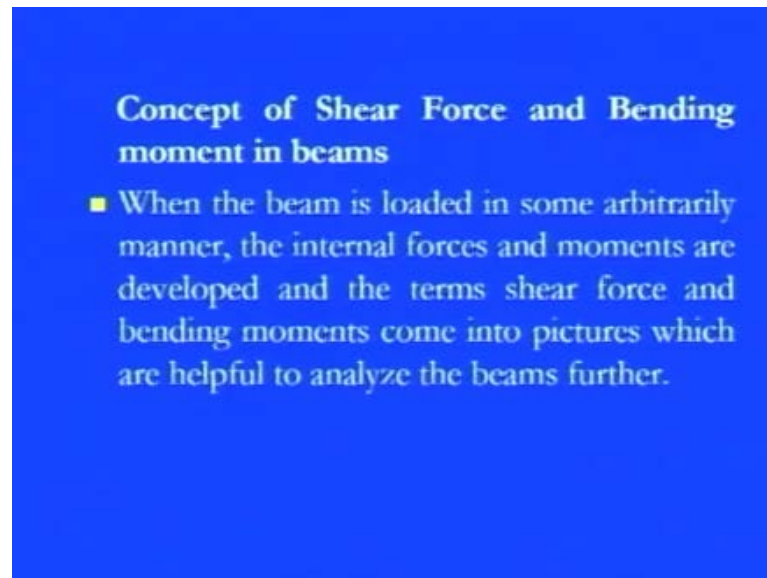 Concept of Shear Force and Bending
moment in beams
When the beam is loaded in some arbitrarily
manner, the internal forces and moments are
developed and the terms shear force and
bending moments come into pictures which
are helpful to analyze the beams further.